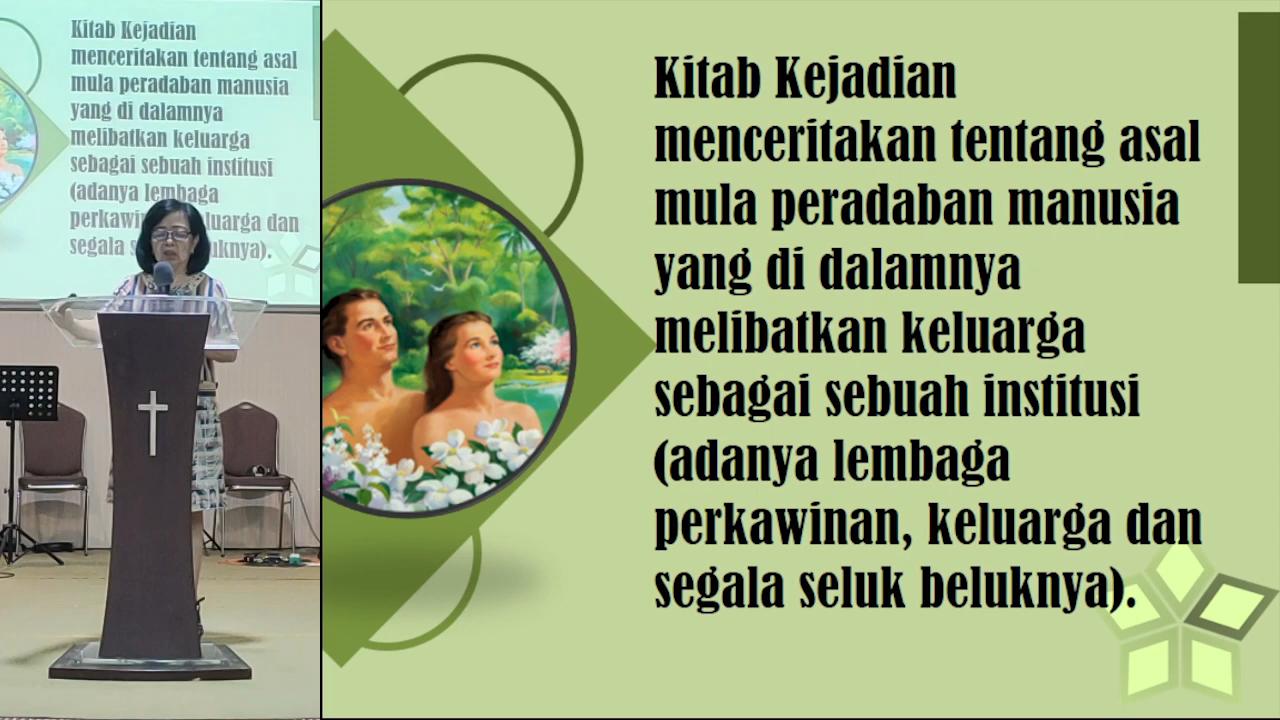 Kitab Kejadian
menceritakan tentang asal
mula peradaban manusia
yang di dalamnya
melibatkan keluarga
sebagai sebuah institusi
(adanya lembaga
perkawin luarga dan
segala s uknya).
Kitab Kejadian
menceritakan tentang asal
mula peradaban manusia
yang di dalamnya
melibatkan keluarga
sebagai sebuah institusi
(adanya lembaga
perkawinan, keluarga dan
segala seluk beluknya).